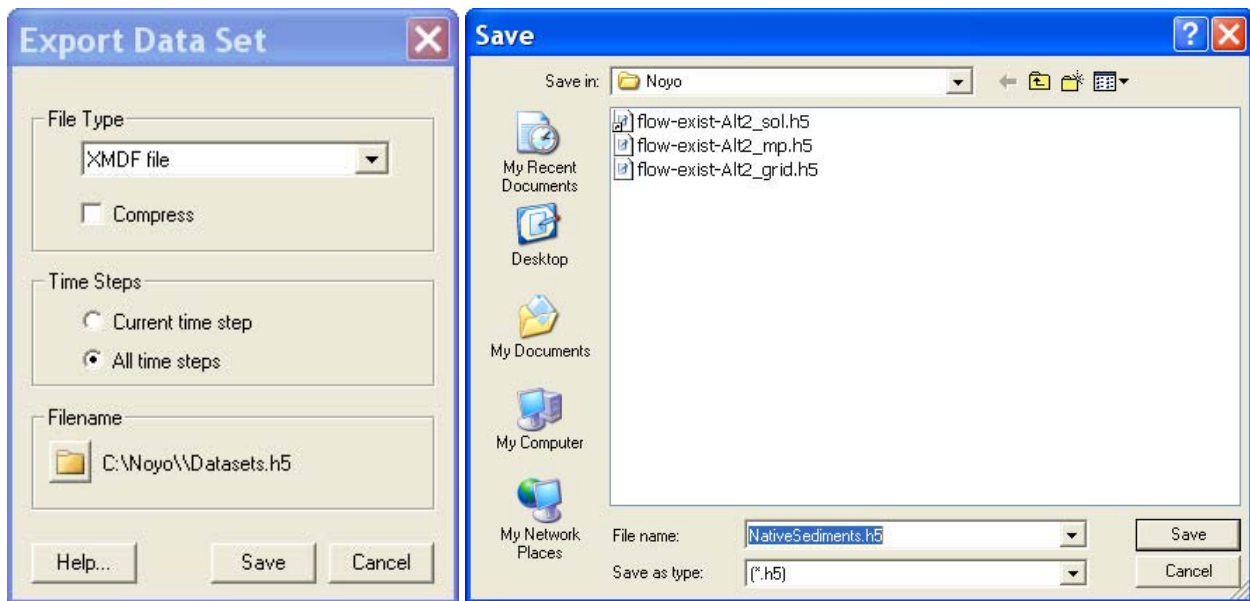 Export Data Set
File Type
XMDF file
Compress
Time Steps
Current time step
All time steps
Filename
C:\Noyo\\Datasets.h5
Help...
Save
Cancel
Save
Save in:
Noyo
flow-exist-Alt2_sol.h5
flow-exist-Alt2_mp.h5
flow-exist-Alt2_grid.h5
My Recent
Documents
Desktop
My Documents
My Computer
My Network
Places
File name:
NativeSediments.h5
Save
Save as type:
(*.h5)
Cancel